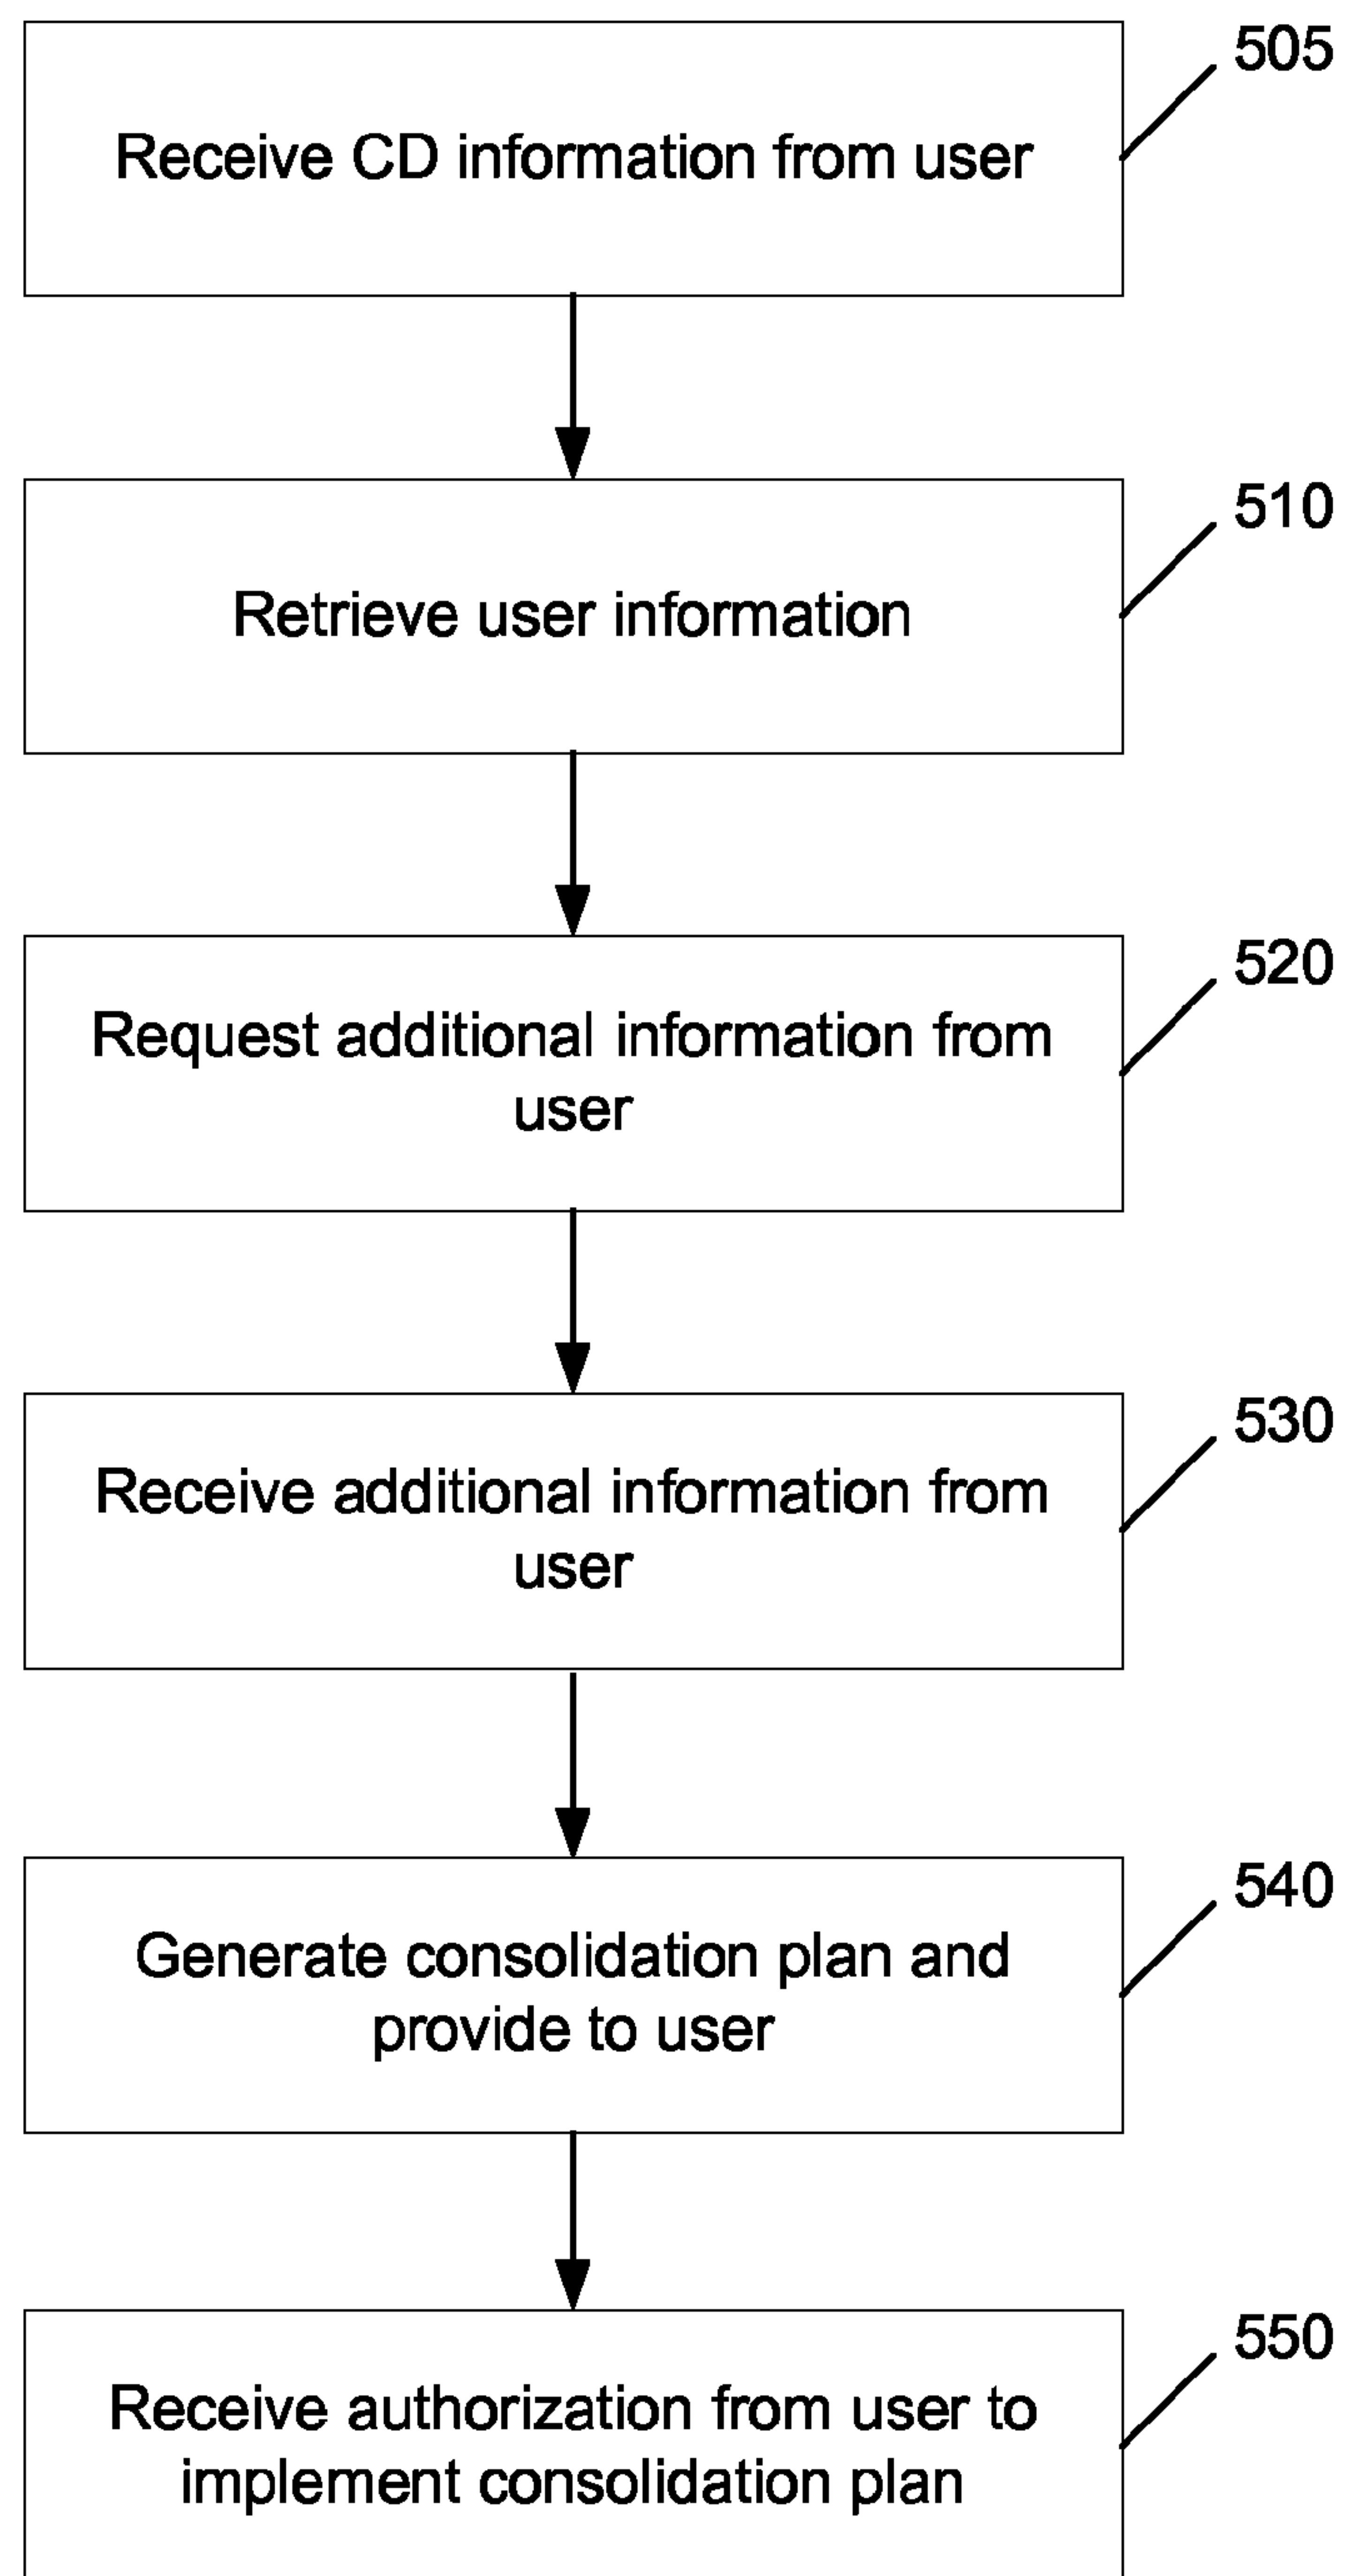 505
Receive CD information from user
510
Retrieve user information
520
Request additional information from
user
530
Receive additional information from
user
540
Generate consolidation plan and
provide to user
550
Receive authorization from user to
implement consolidation plan